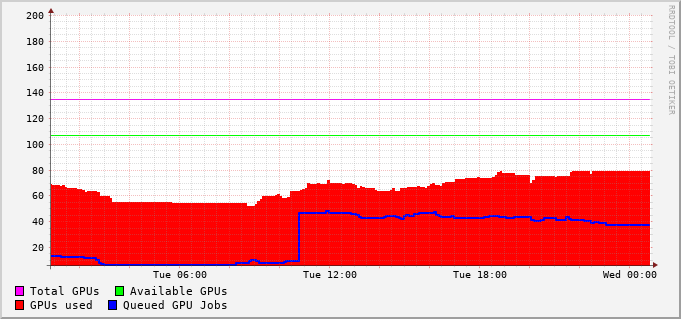 200
180
160
140
120
100
80
60
40
20
Tue 06:00 Tue 12:00 Tue 18:00 Wed 00:00
Total GPUs Available GPUs
GPUs used Queued GPU Jobs
RRDTOOL / TOBI OETIKER